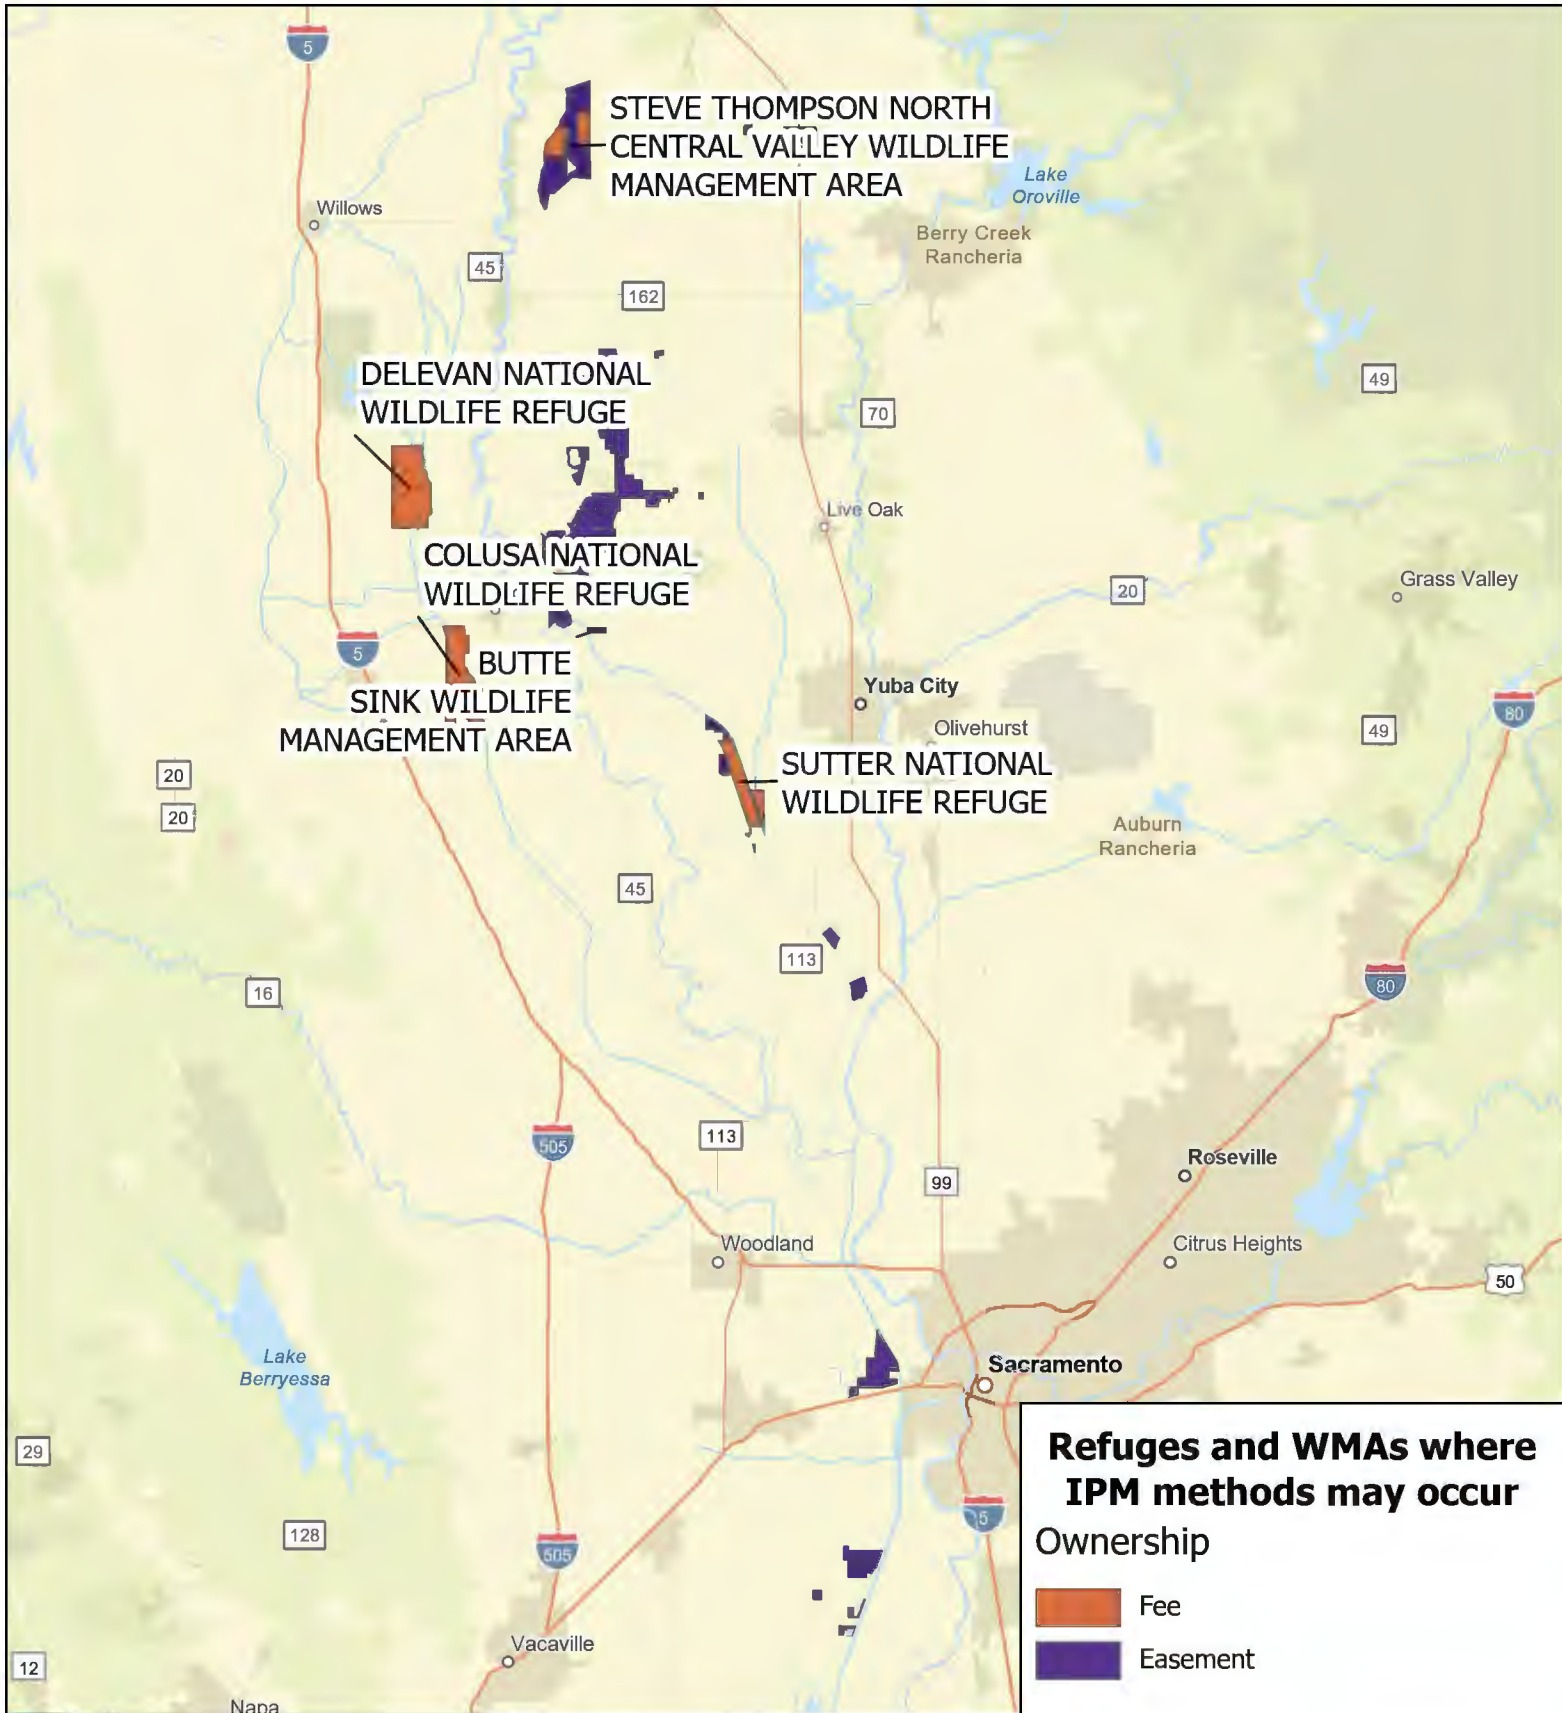 5
STEVE THOMPSON NORTH
CENTRAL VALLEY WILDLIFE
MANAGEMENT AREA
Lake
Oroville
Willows
Berry Creek
Rancheria
45
162
DELEVAN NATIONAL
WILDLIFE REFUGE
49
70
Live Oak
COLUSA NATIONAL
WILDLIFE REFUGE
20
Grass Valley
5
BUTTE
SINK WILDLIFE
MANAGEMENT AREA
Yuba City
80
Olivehurst
49
SUTTER NATIONAL
WILDLIFE REFUGE
20
20
Auburn
Rancheria
45
113
16
80
505
113
Roseville
99
Woodland
Citrus Heights
50
Lake
Berryessa
Sacramento
29
128
505
5
Vacaville
12
Napa
Refuges and WMAs where
IPM methods may occur
Ownership
Fee
Easement